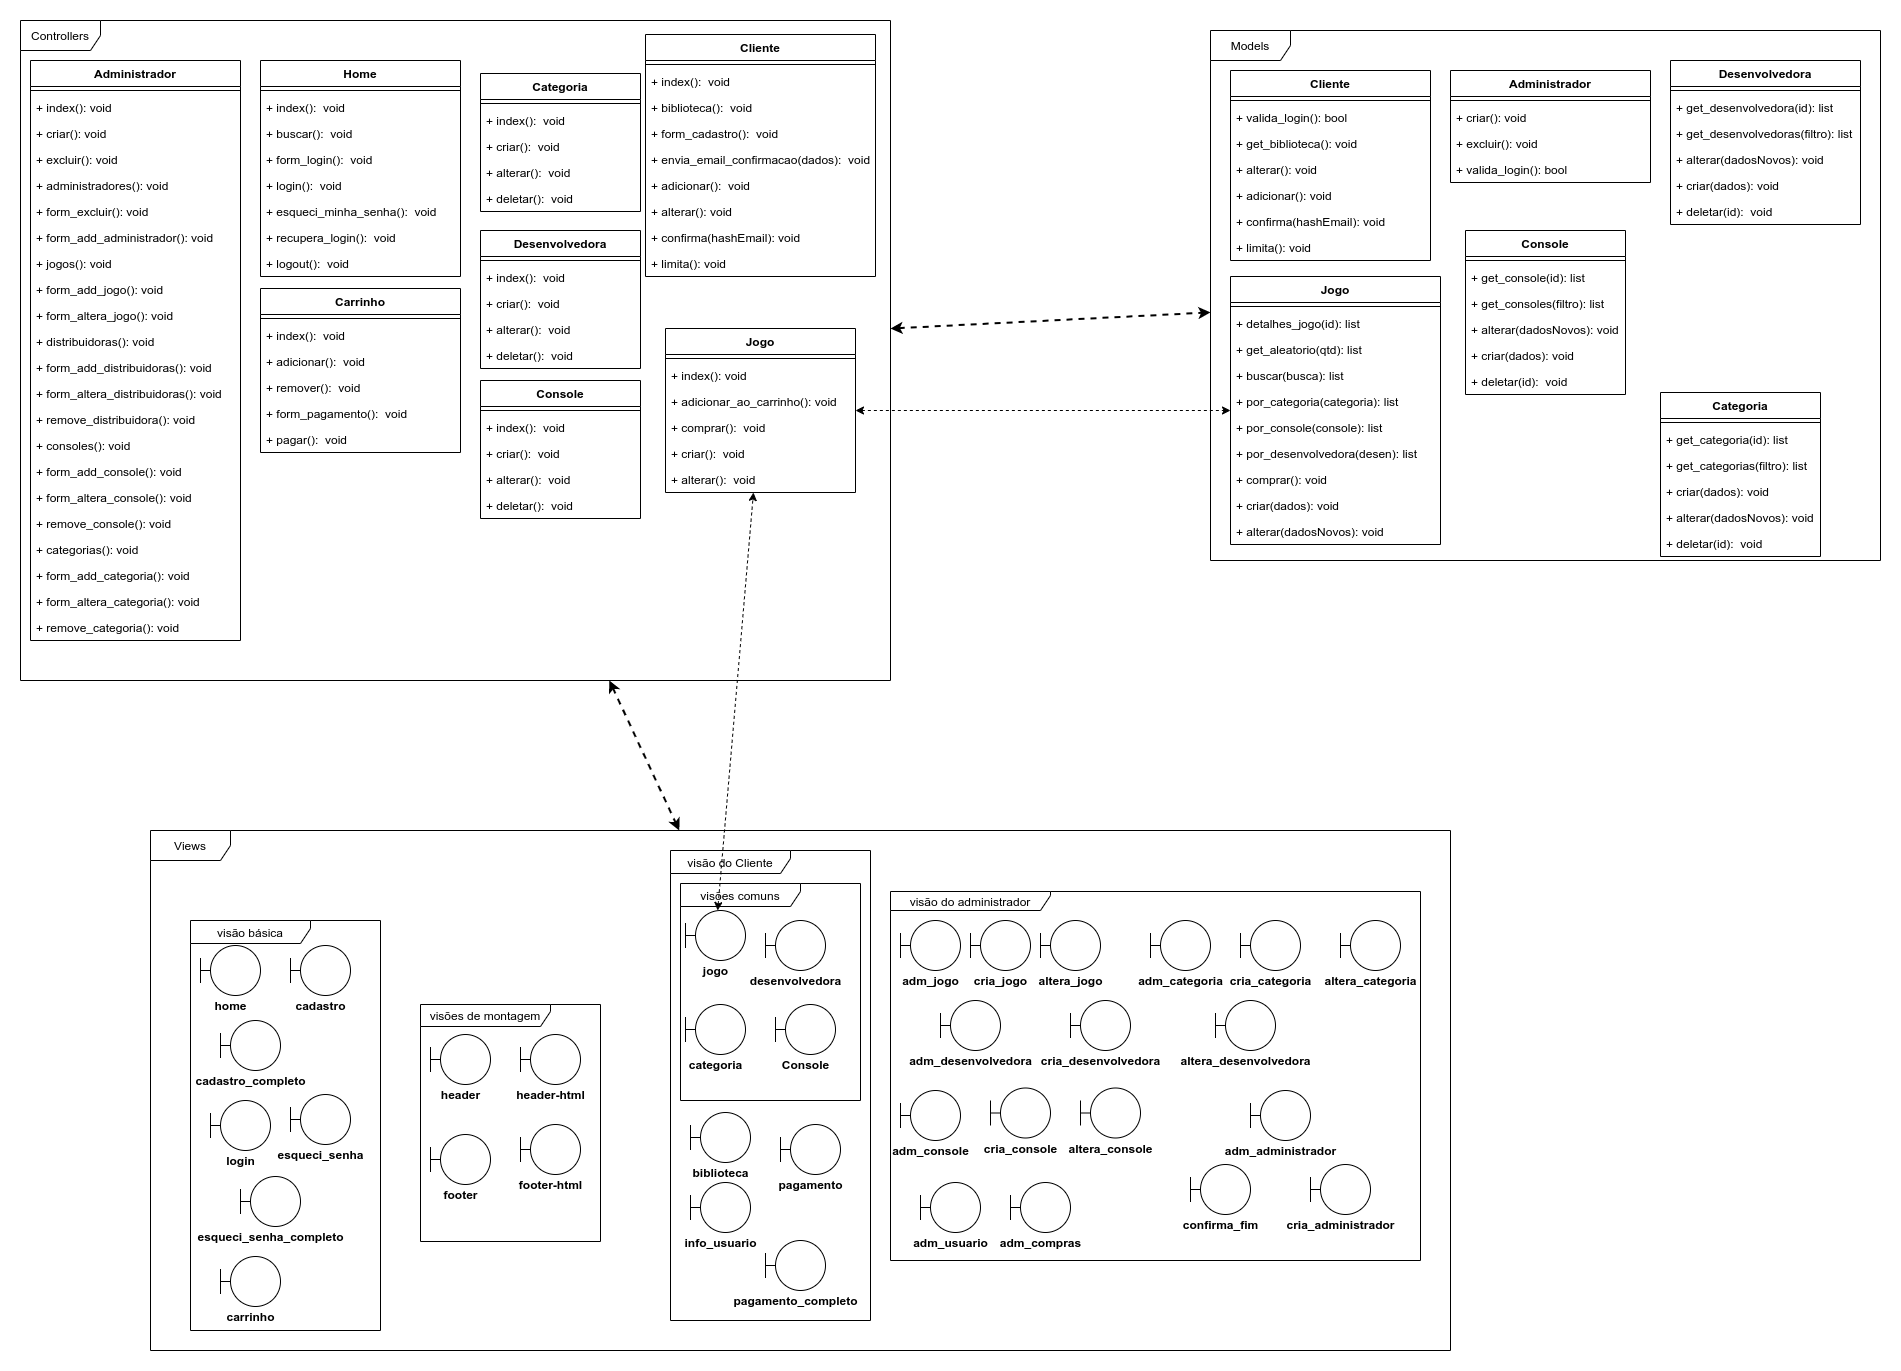 Controllers
Administrador
+ index(): void
+ criar(): void
+ excluir(): void
+ administradores(): void
+ form_excluir(): void
+ form_add_administrador(): void
+ jogos(): void
+ form_add_jogo(): void
+ form_altera_jogo(): void
+ distribuidoras(): void
+ form_add_distribuidoras(): void
+ form_altera_distribuidoras(): void
+ remove_distribuidora(): void
+ consoles(): void
+ form_add_console(): void
+ form_altera_console(): void
+ remove_console(): void
+ categorias(): void
+ form_add_categoria(): void
+ form_altera_categoria(): void
+ remove_categoria(): void
Home
+ index(): void
+ buscar(): void
+ form_login(): void
+ login(): void
+ esqueci_minha_senha(): void
+ recupera_login(): void
+ logout(): void
Carrinho
+ index(): void
+ adicionar(): void
+ remover(): void
+ form_pagamento(): void
+ pagar(): void
Categoria
+ index(): void
+ criar(): void
+ alterar(): void
+ deletar(): void
Desenvolvedora
+ index(): void
+ criar(): void
+ alterar(): void
+ deletar(): void
Console
+ index(): void
+ criar(): void
+ alterar(): void
+ deletar(): void
Cliente
+ index(): void
+ biblioteca(): void
+ form_cadastro(): void
+ envia_email_confirmacao(dados): void
+ adicionar(): void
+ alterar(): void
+ confirma(hashEmail): void
+ limita(): void
Jogo
+ index(): void
+ adicionar_ao_carrinho(): void
+ comprar(): void
+ criar(): void
+ alterar(): void
Models
Cliente
+ valida_login(): bool
+ get_biblioteca(): void
+ alterar(): void
+ adicionar(): void
+ confirma(hashEmail): void
+ limita(): void
Jogo
+ detalhes_jogo(id): list
+ get_aleatorio(qtd): list
+ buscar(busca): list
+ por_categoria(categoria): list
+ por_console(console): list
+ por_desenvolvedora(desen): list
+ comprar(): void
+ criar(dados): void
+ alterar(dadosNovos): void
Administrador
+ criar(): void
+ excluir(): void
+ valida_login(): bool
Console
+ get_console(id): list
+ get_consoles(filtro): list
+ alterar(dadosNovos): void
+ criar(dados): void
+ deletar(id): void
Desenvolvedora
+ get_desenvolvedora(id): list
+ get_desenvolvedoras(filtro): list
+ alterar(dadosNovos): void
+ criar(dados): void
+ deletar(id): void
Categoria
+ get_categoria(id): list
+ get_categorias(filtro): list
+ criar(dados): void
+ alterar(dadosNovos): void
+ deletar(id): void
Views
visão básica
home
cadastro
cadastro_completo
login
esqueci_senha
esqueci_senha_completo
carrinho
visões de montagem
header
header-html
footer
footer-html
visão do Cliente
visões comuns
jogo
desenvolvedora
categoria
Console
biblioteca
pagamento
info_usuario
pagamento_completo
visão do administrador
adm_jogo
cria_jogo
altera_jogo
adm_categoria
cria_categoria
altera_categoria
adm_desenvolvedora
cria_desenvolvedora
altera_desenvolvedora
adm_console
cria_console
altera_console
adm_administrador
confirma_fim
cria_administrador
adm_usuario
adm_compras